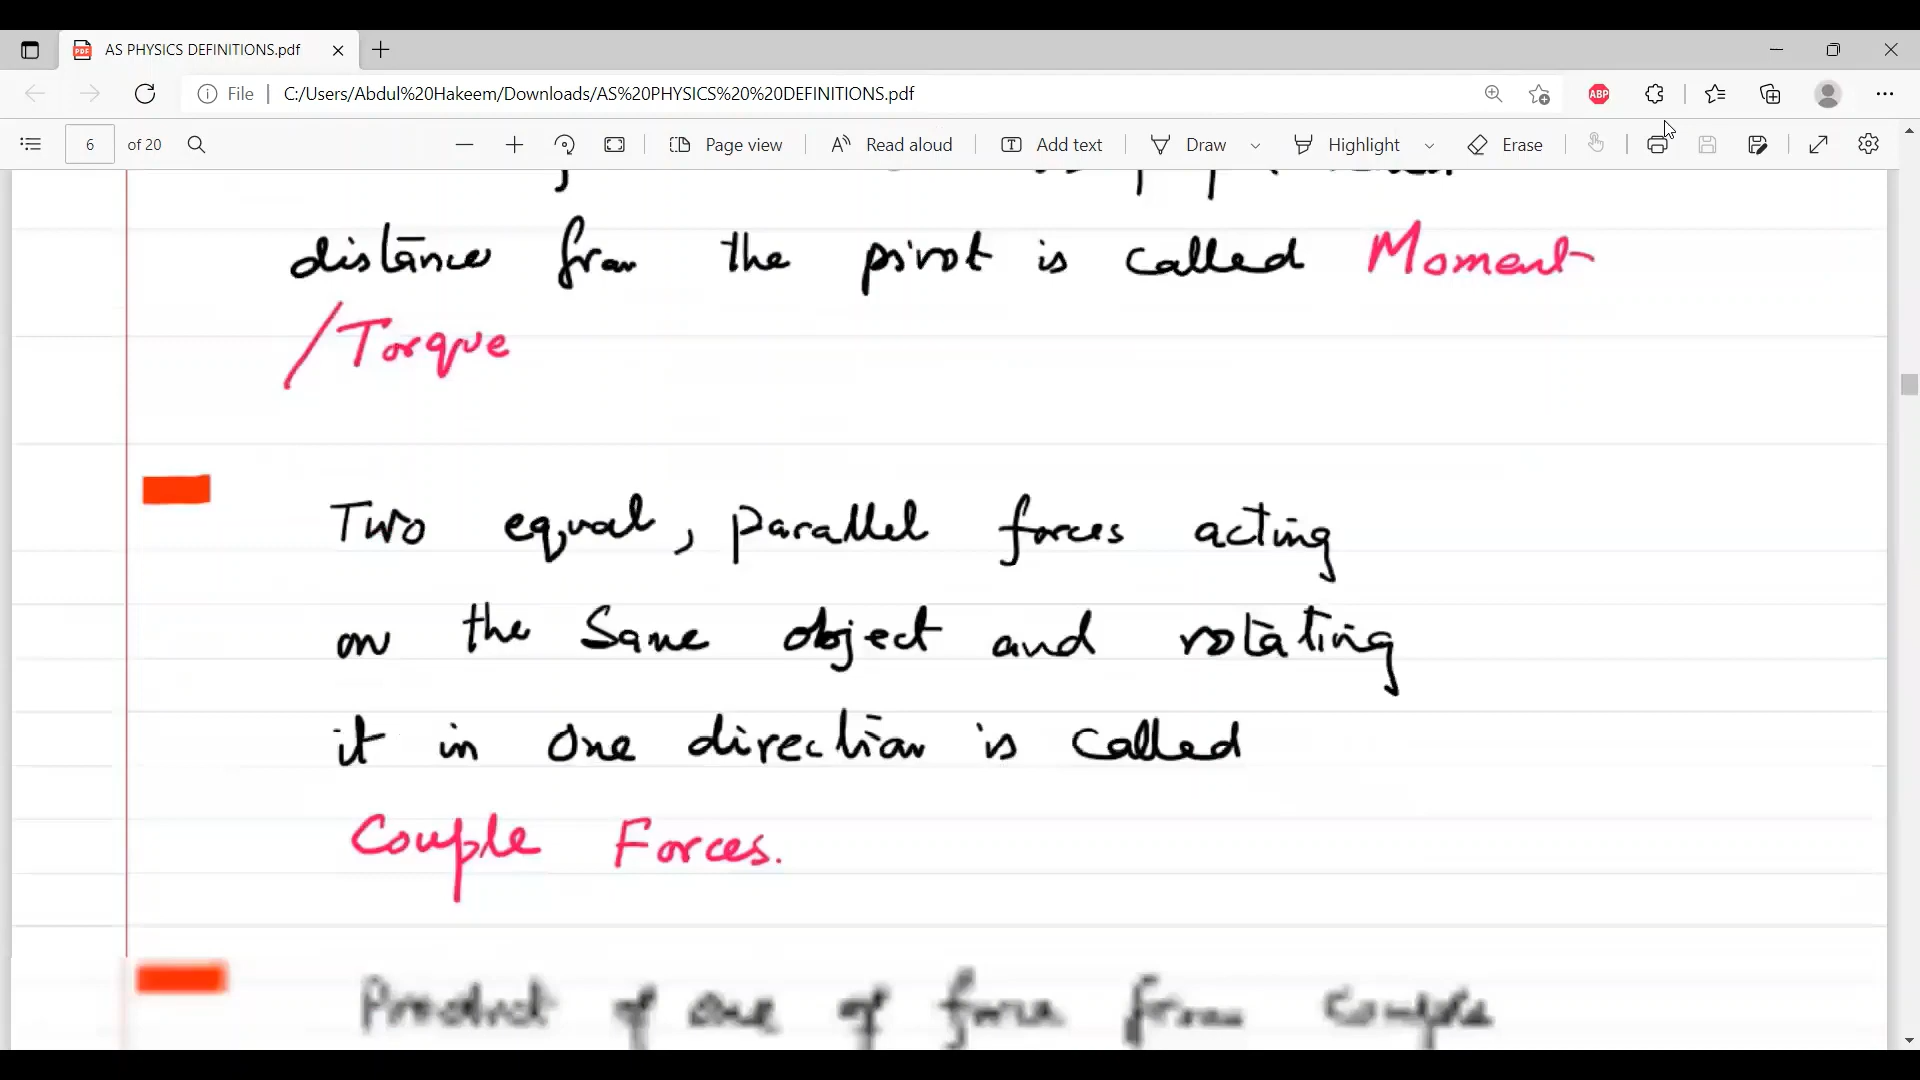 AS PHYSICS DEFINITIONS.pdf
File C:/Users/Abdul%20Hakeem/Downloads/AS%20PHYSICS%20%20DEFINITIONS.pdf
6 of 20 Page view Read aloud Add text Draw Highlight Erase
distance from the pivot is called Moment
/Torque
Two equal, parallel forces acting
on the same object and rotating
it in one direction is called
Couple Forces.
Product of one of force from couple